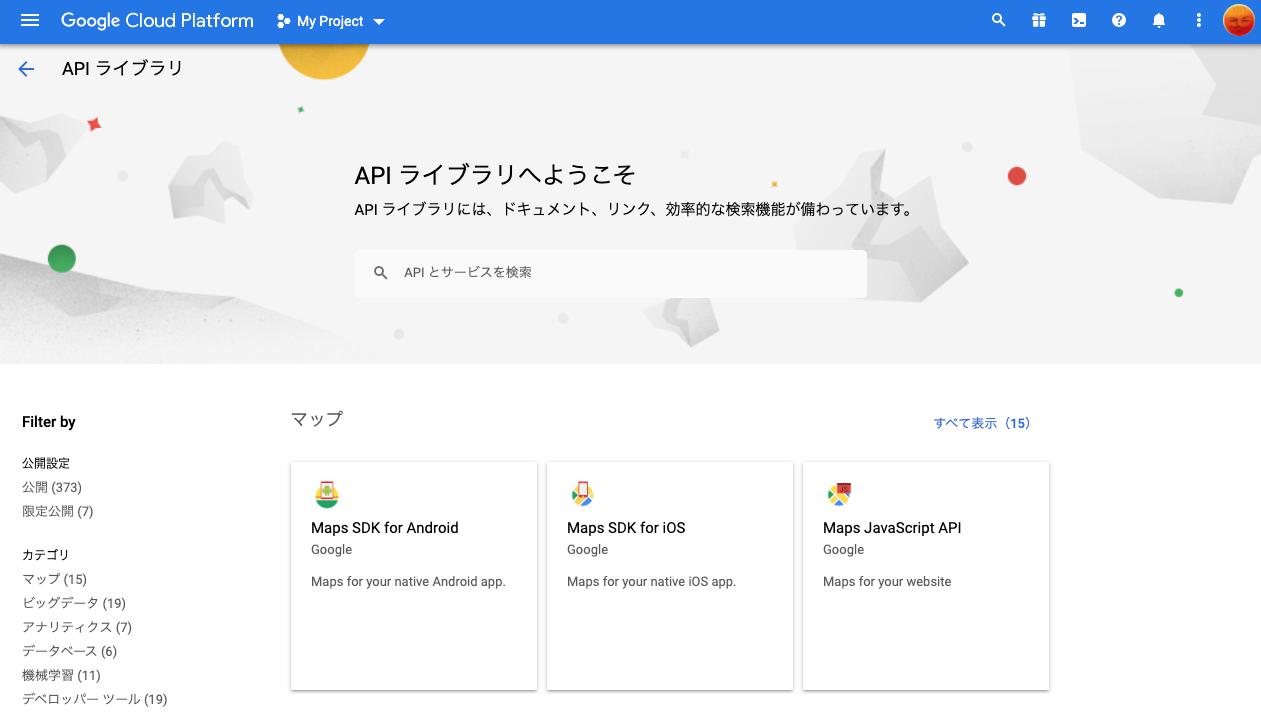 Google Cloud Platform My Project
API ライブラリ
API ライブラリへようこそ
API ライブラリには、ドキュメント、リンク、効率的な検索機能が備わっています。
API とサービスを検索
Filter by
公開設定
公開 (373)
限定公開 (7)
カテゴリ
マップ (15)
ビッグデータ (19)
アナリティクス (7)
データベース (6)
機械学習 (11)
デベロッパー ツール (19)
マップ
すべて表示（15）
Maps SDK for Android
Google
Maps for your native Android app.
Maps SDK for iOS
Google
Maps for your native iOS app.
JS
Maps JavaScript API
Google
Maps for your website